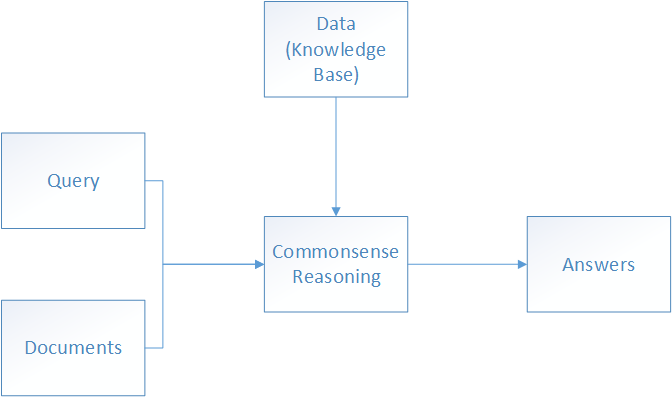 Data
(Knowledge
Base)
Query
Commonsense
Reasoning
Answers
Documents